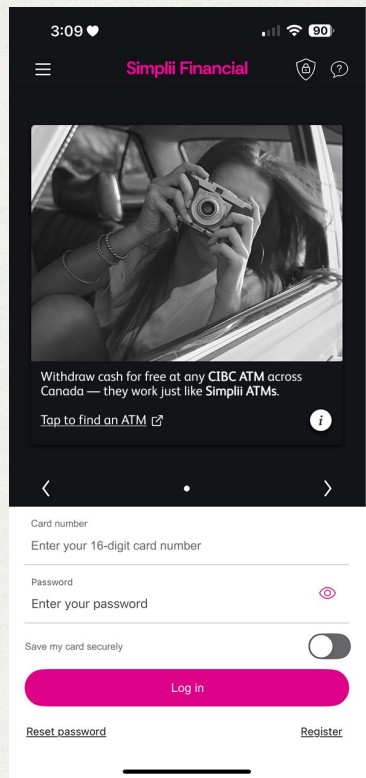 3:09
90
Simplii Financial
?
Withdraw cash for free at any CIBC ATM across
Canada — they work just like Simplii ATMs.
Tap to find an ATM
i
Card number
Enter your 16-digit card number
Password
Enter your password
Save my card securely
Log in
Reset password
Register